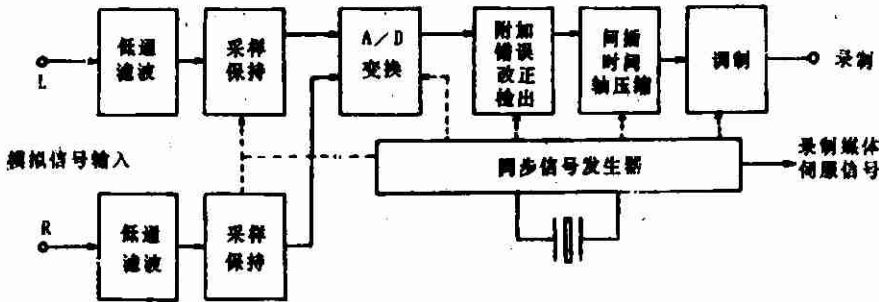 L
低通
滤波
采样
保持
A/D
变换
附加
错误
改正
检出
间插
时间
轴压缩
调制
录制
模拟信号输入
同步信号发生器
录制媒体
伺服信号
R
低通
滤波
采样
保持